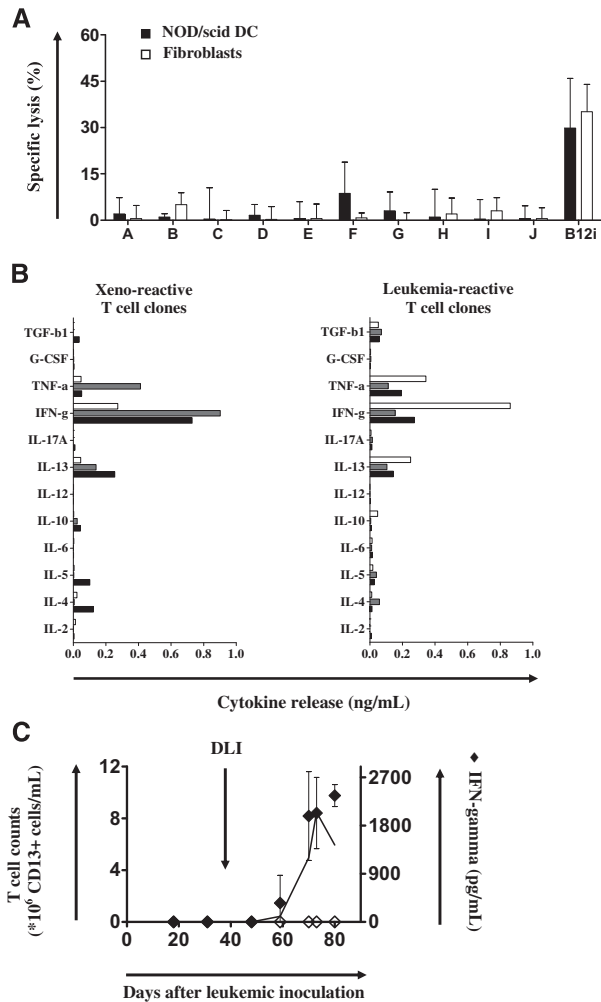 A
NOD/scid DC
Fibroblasts
Specific lysis (%)
60
45
30
15
0
A B C D E F G H I J B12i
B
Xeno-reactive
T cell clones
Leukemia-reactive
T cell clones
TGF-b1
G-CSF
TNF-a
IFN-g
IL-17A
IL-13
IL-12
IL-10
IL-6
IL-5
IL-4
IL-2
0.0 0.2 0.4 0.6 0.8 1.0
TGF-b1
G-CSF
TNF-a
IFN-g
IL-17A
IL-13
IL-12
IL-10
IL-6
IL-5
IL-4
IL-2
0.0 0.2 0.4 0.6 0.8 1.0
Cytokine release (ng/mL)
C
DLI
T cell counts
(*10⁶ CD13+ cells/mL)
12
8
4
0
2700
1800
900
0
IFN-gamma (pg/mL)
0 20 40 60 80
Days after leukemic inoculation